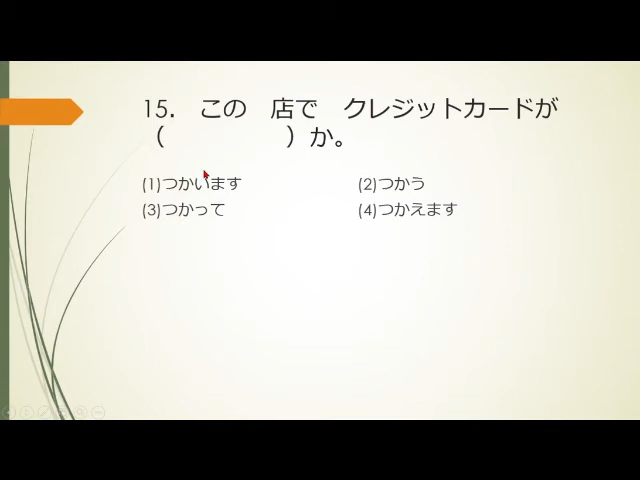 15.　この　店で　クレジットカードが
（　　　　　）か。
(1)つかいます　(2)つかう
(3)つかって　(4)つかえます